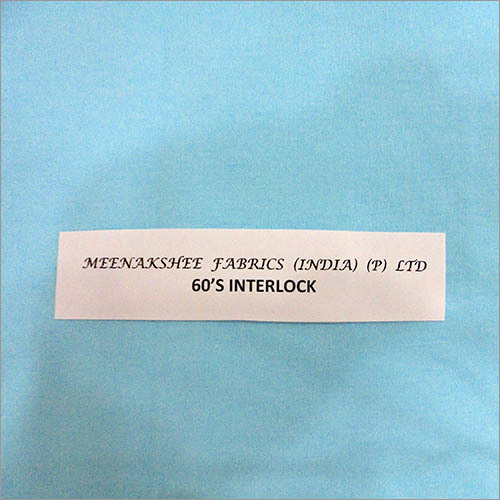 MEENAKSHEE FABRICS (INDIA) (P) LTD
60'S INTERLOCK